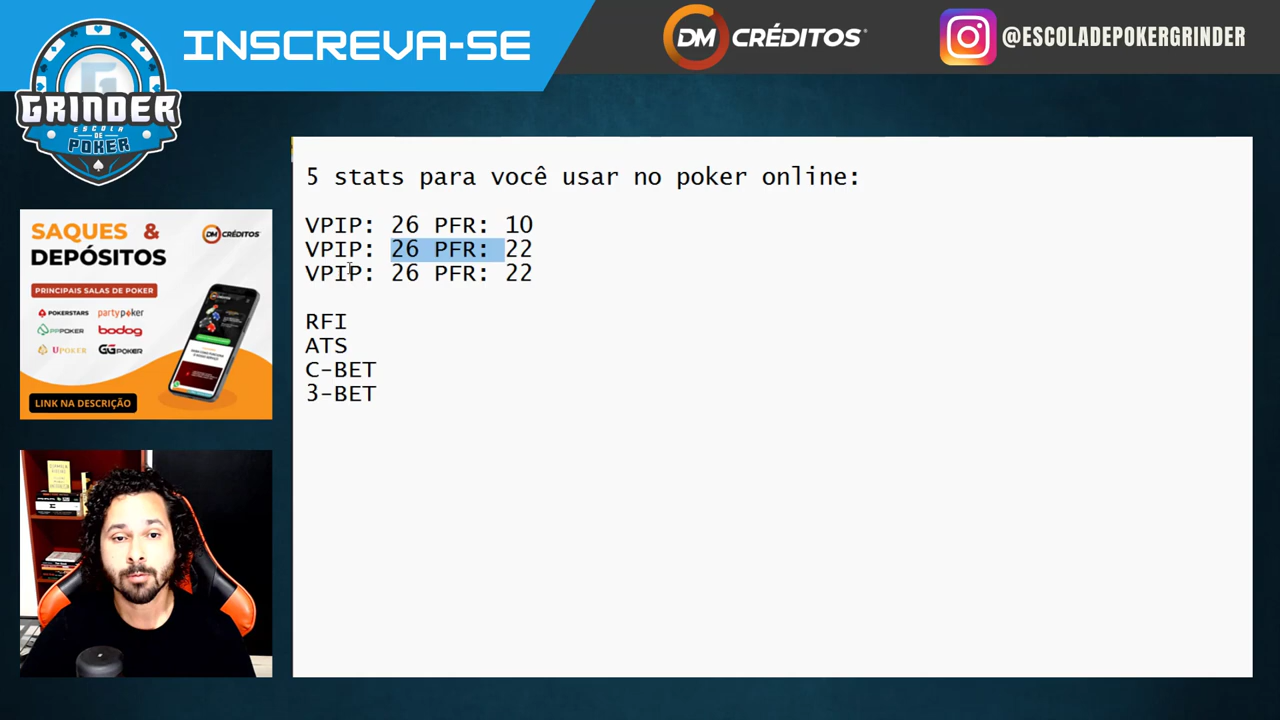 INSCREVA-SE
DM CRÉDITOS
@ESCOLADEPOKERGRINDER
G
GRINDER
ESCOLA
DE
POKER
SAQUES &
DEPÓSITOS
DM CRÉDITOS
PRINCIPAIS SALAS DE POKER
POKERSTARS partypoker
PPPOKER bodog
UPOKER GGPOKER
LINK NA DESCRIÇÃO
5 stats para você usar no poker online:
VPIP: 26 PFR: 10
VPIP: 26 PFR: 22
VPIP: 26 PFR: 22
RFI
ATS
C-BET
3-BET